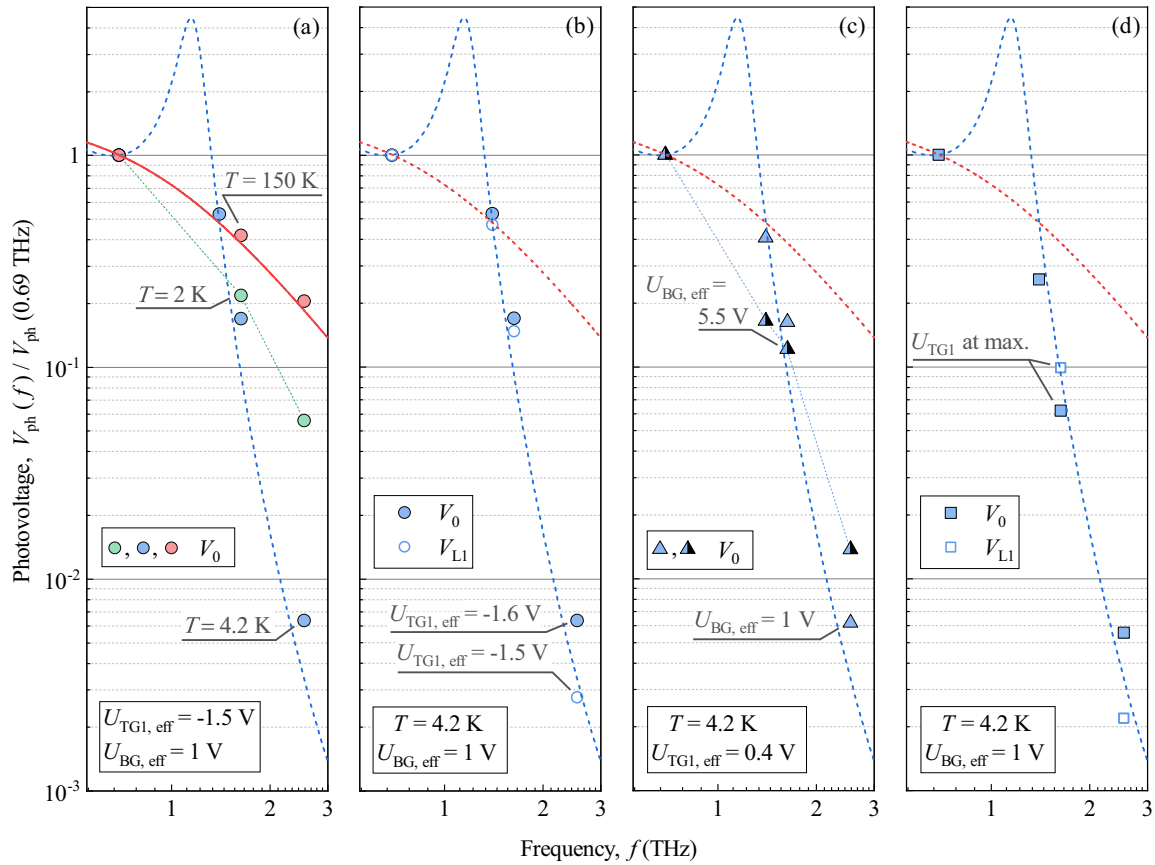 Photovoltage, V_ph (f) / V_ph (0.69 THz)
1
10^-1
10^-2
10^-3
(a)
T = 150 K
T = 2 K
V_0
T = 4.2 K
U_TG1, eff = -1.5 V
U_BG, eff = 1 V
1 2 3
(b)
V_0
V_L1
U_TG1, eff = -1.6 V
U_TG1, eff = -1.5 V
T = 4.2 K
U_BG, eff = 1 V
1 2 3
(c)
U_BG, eff =
5.5 V
V_0
U_BG, eff = 1 V
T = 4.2 K
U_TG1, eff = 0.4 V
1 2 3
(d)
U_TG1 at max.
V_0
V_L1
T = 4.2 K
U_BG, eff = 1 V
1 2 3
Frequency, f (THz)